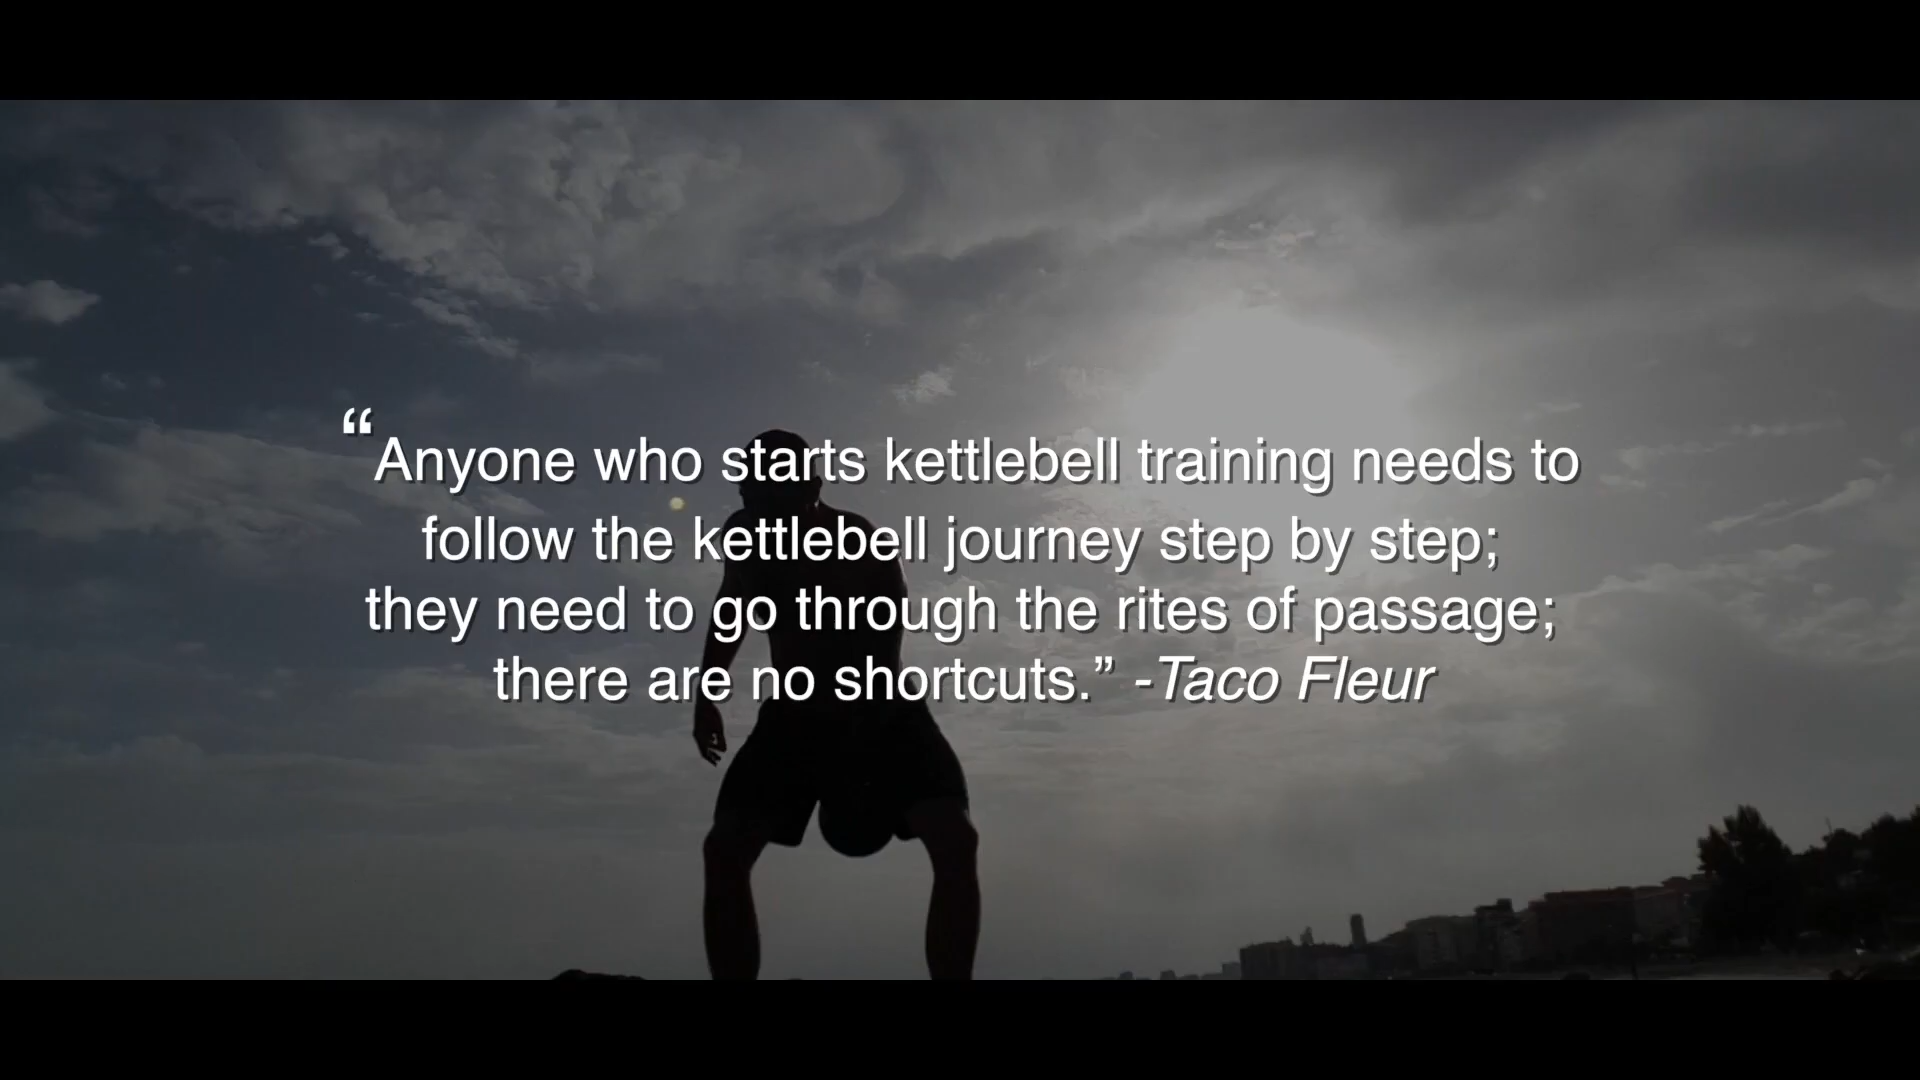 “Anyone who starts kettlebell training needs to
follow the kettlebell journey step by step;
they need to go through the rites of passage;
there are no shortcuts.” -Taco Fleur